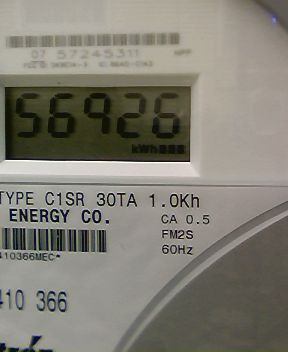 07 57245311
56926
kWh
TYPE C1SR 30TA 1.0Kh
ENERGY CO. CA 0.5
FM2S
60Hz
410366MEC*
410 366